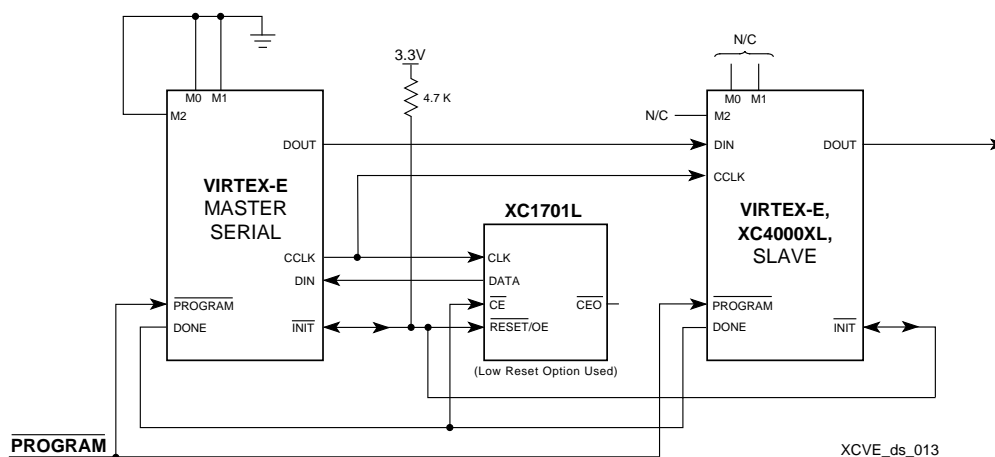 N/C
3.3V
M0 M1
4.7 K
M0 M1
M2
N/C
M2
DOUT
DIN
DOUT
CCLK
VIRTEX-E
MASTER
SERIAL
XC1701L
VIRTEX-E,
XC4000XL,
SLAVE
CCLK
CLK
DIN
DATA
PROGRAM
CE
CEO
PROGRAM
DONE
INIT
RESET/OE
DONE
INIT
(Low Reset Option Used)
PROGRAM
XCVE_ds_013